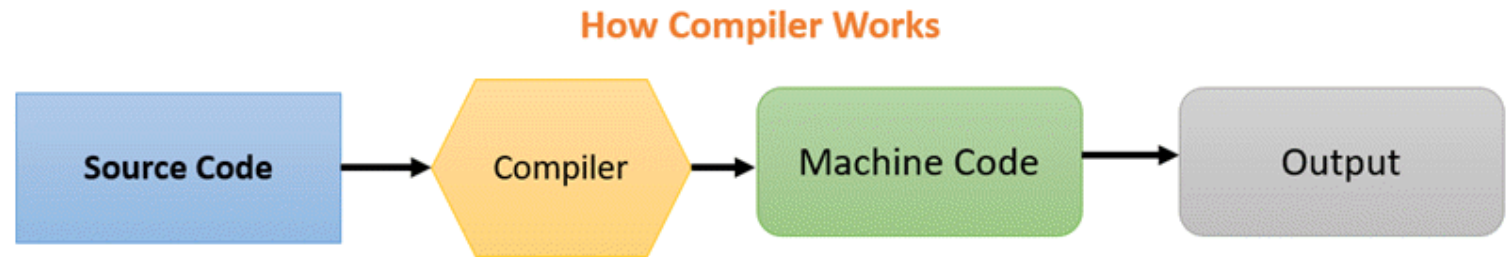 How Compiler Works
Source Code
Compiler
Machine Code
Output